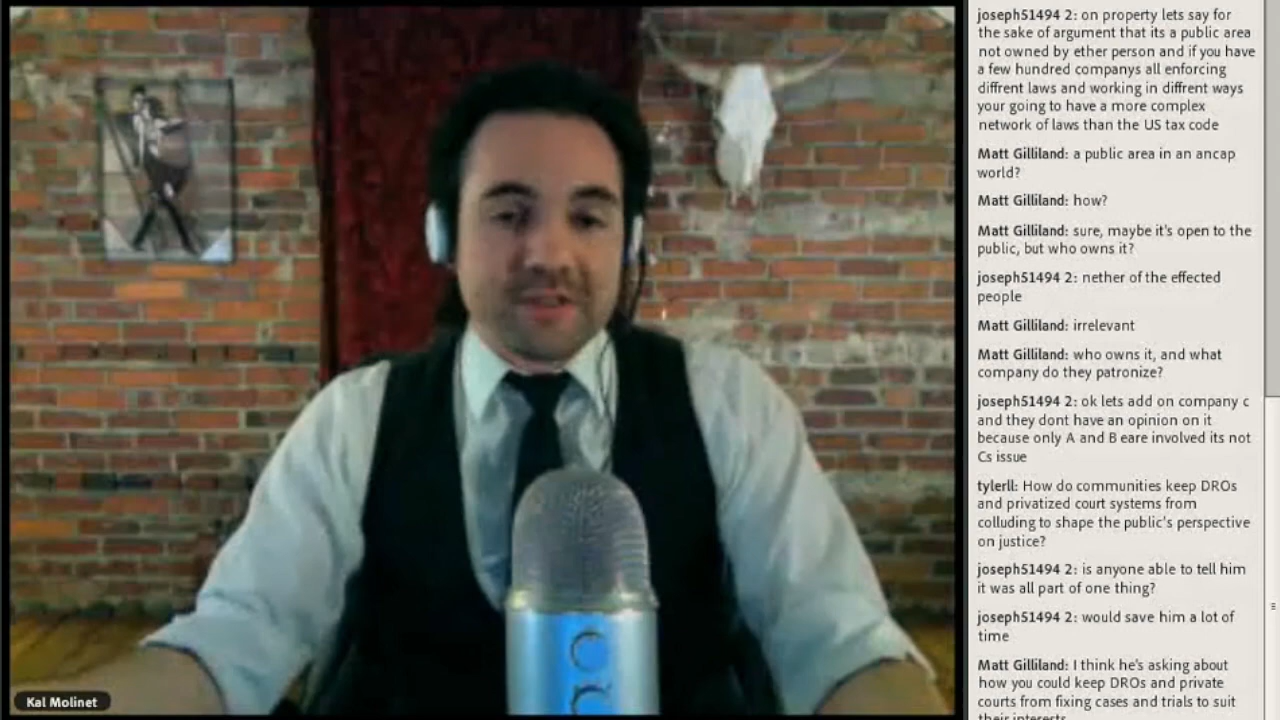 joseph51494 2: on property lets say for
the sake of argument that its a public area
not owned by ether person and if you have
a few hundred companys all enforcing
diffrent laws and working in diffrent ways
your going to have a more complex
network of laws than the US tax code
Matt Gilliland: a public area in an ancap
world?
Matt Gilliland: how?
Matt Gilliland: sure, maybe it's open to the
public, but who owns it?
joseph51494 2: nether of the effected
people
Matt Gilliland: irrelevant
Matt Gilliland: who owns it, and what
company do they patronize?
joseph51494 2: ok lets add on company c
and they dont have an opinion on it
because only A and B eare involved its not
Cs issue
tylerll: How do communities keep DROs
and privatized court systems from
colluding to shape the public's perspective
on justice?
joseph51494 2: is anyone able to tell him
it was all part of one thing?
joseph51494 2: would save him a lot of
time
Matt Gilliland: I think he's asking about
how you could keep DROs and private
courts from fixing cases and trials to suit
their interests
Kal Molinet